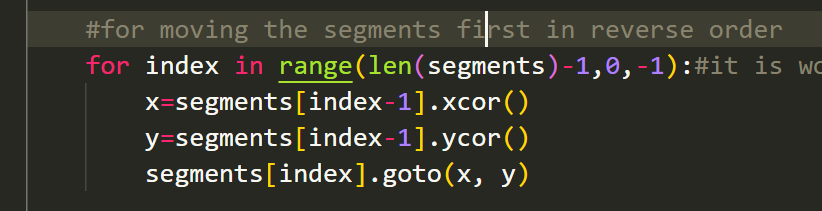 #for moving the segments first in reverse order
for index in range(len(segments)-1,0,-1):#it is
x=segments[index-1].xcor()
y=segments[index-1].ycor()
segments[index].goto(x, y)